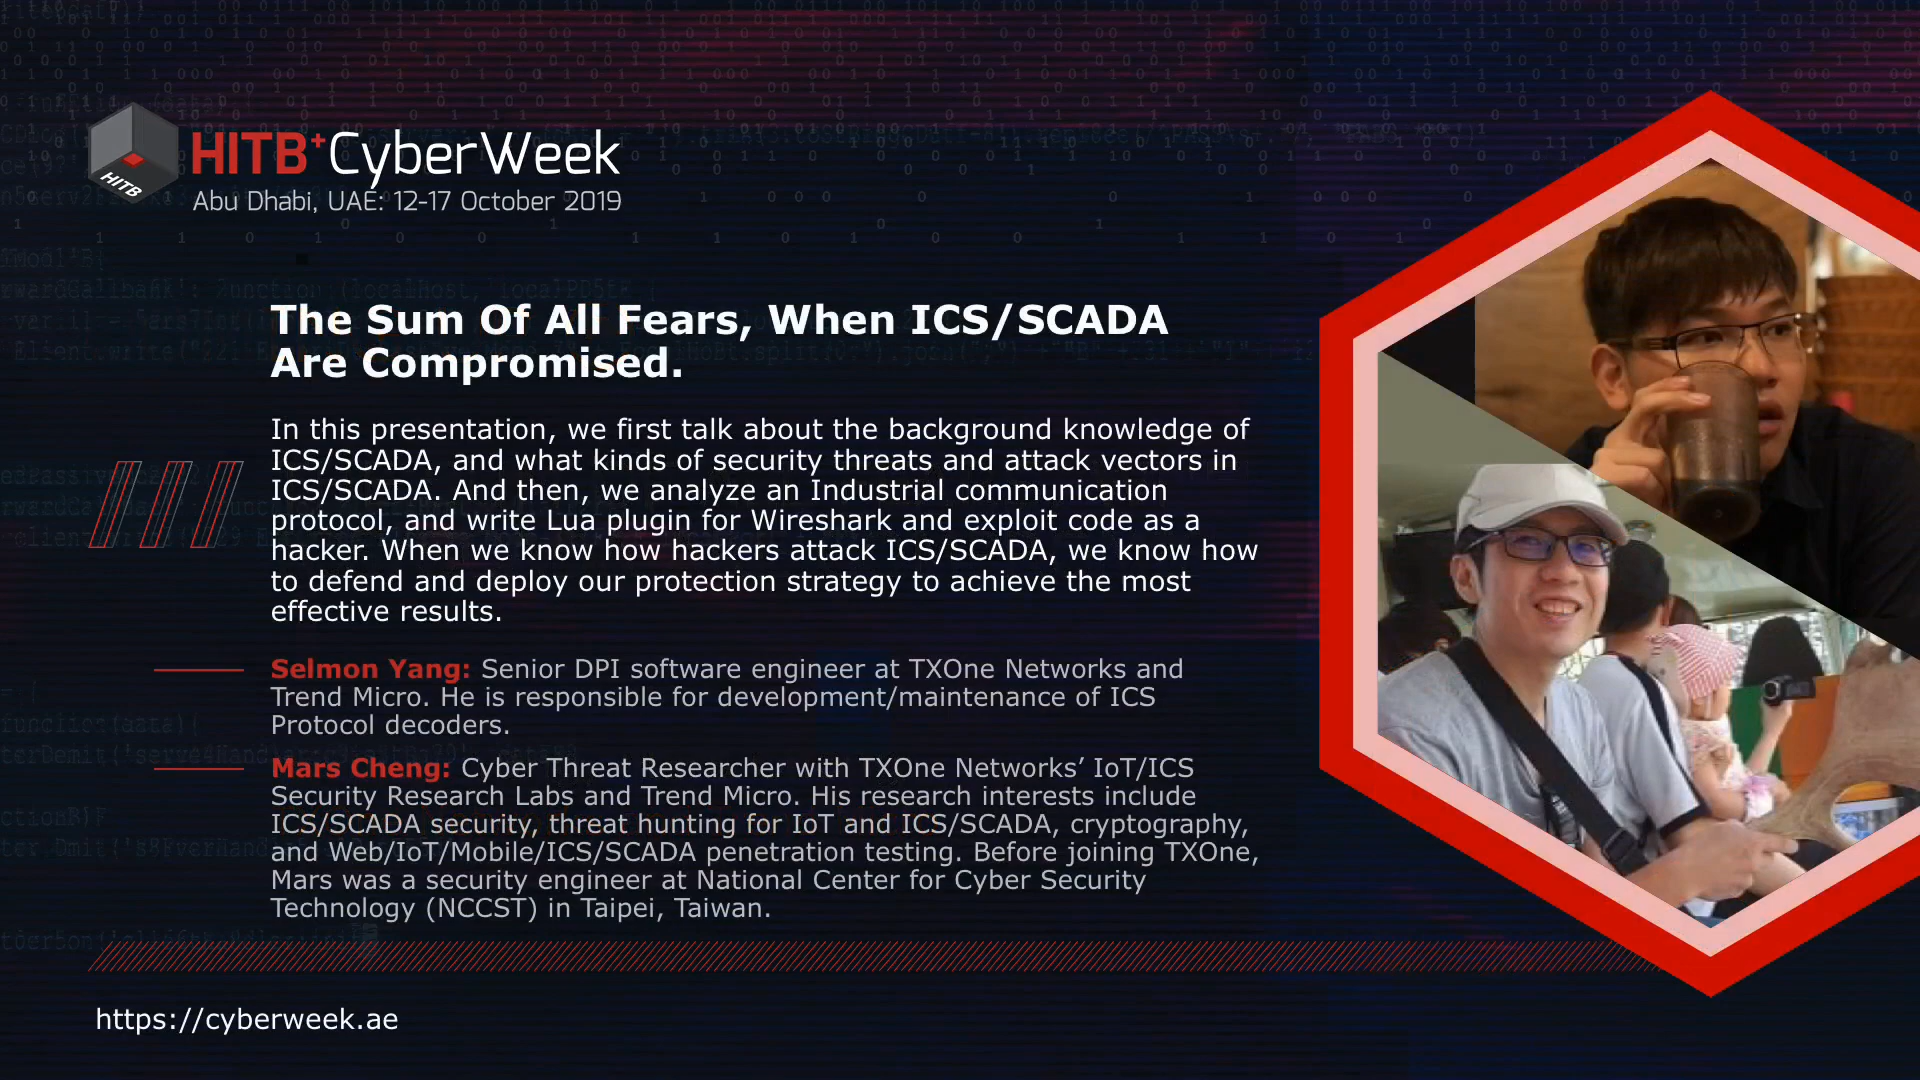 HITB+CyberWeek
HITB
Abu Dhabi, UAE: 12-17 October 2019
The Sum Of All Fears, When ICS/SCADA
Are Compromised.
In this presentation, we first talk about the background knowledge of
ICS/SCADA, and what kinds of security threats and attack vectors in
ICS/SCADA. And then, we analyze an Industrial communication
protocol, and write Lua plugin for Wireshark and exploit code as a
hacker. When we know how hackers attack ICS/SCADA, we know how
to defend and deploy our protection strategy to achieve the most
effective results.
Selmon Yang: Senior DPI software engineer at TXOne Networks and
Trend Micro. He is responsible for development/maintenance of ICS
Protocol decoders.
Mars Cheng: Cyber Threat Researcher with TXOne Networks’ IoT/ICS
Security Research Labs and Trend Micro. His research interests include
ICS/SCADA security, threat hunting for IoT and ICS/SCADA, cryptography,
and Web/IoT/Mobile/ICS/SCADA penetration testing. Before joining TXOne,
Mars was a security engineer at National Center for Cyber Security
Technology (NCCST) in Taipei, Taiwan.
https://cyberweek.ae